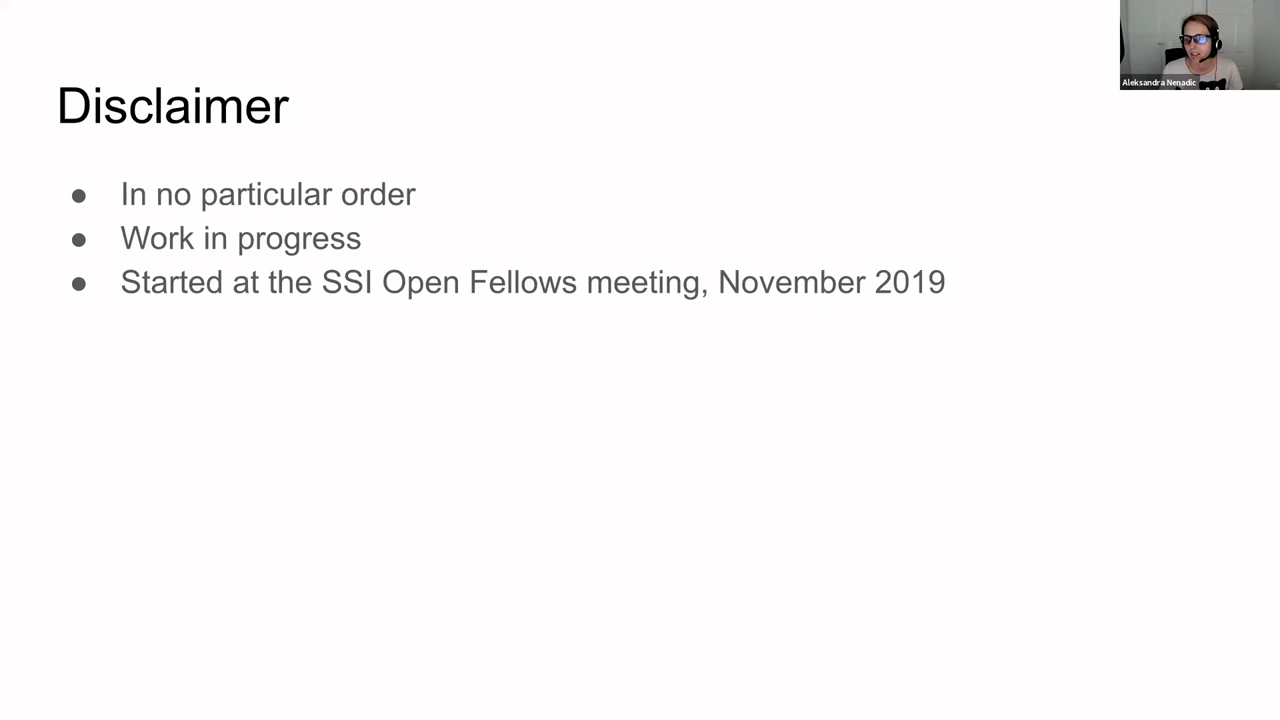 Disclaimer
● In no particular order
● Work in progress
● Started at the SSI Open Fellows meeting, November 2019
Aleksandra Nenadic